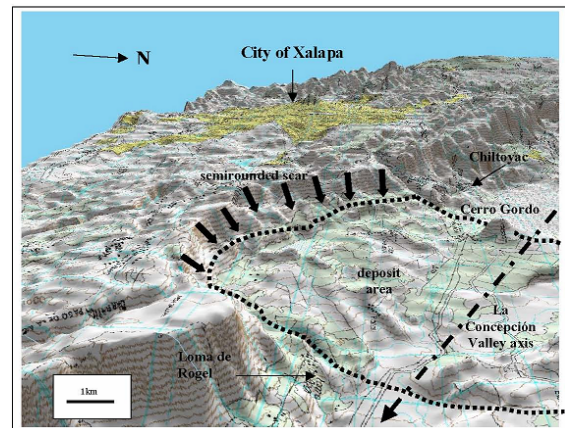 N
City of Xalapa
Chiltoyac
semirounded scar
Cerro Gordo
deposit
area
La
Concepción
Valley axis
Loma de
Rogel
1km